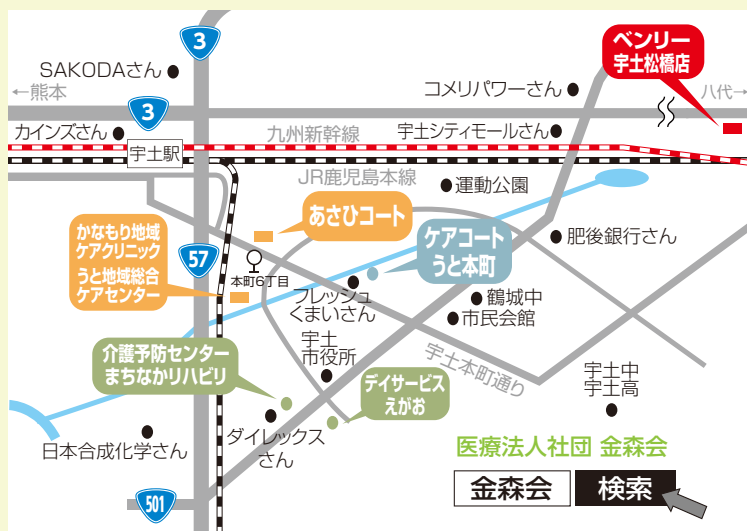 3
ベンリー
宇土松橋店
SAKODAさん
←熊本
コメリパワーさん
八代→
3
カインズさん
九州新幹線
宇土シティモールさん
宇土駅
JR鹿児島本線
運動公園
かなもり地域
ケアクリニック
うと地域総合
ケアセンター
あさひコート
57
ケアコート
うと本町
肥後銀行さん
本町6丁目
フレッシュ
くまいさん
鶴城中
市民会館
介護予防センター
まちなかリハビリ
宇土
市役所
宇土本町通り
宇土中
宇土高
デイサービス
えがお
日本合成化学さん
ダイレックス
さん
医療法人社団 金森会
501
金森会
検索